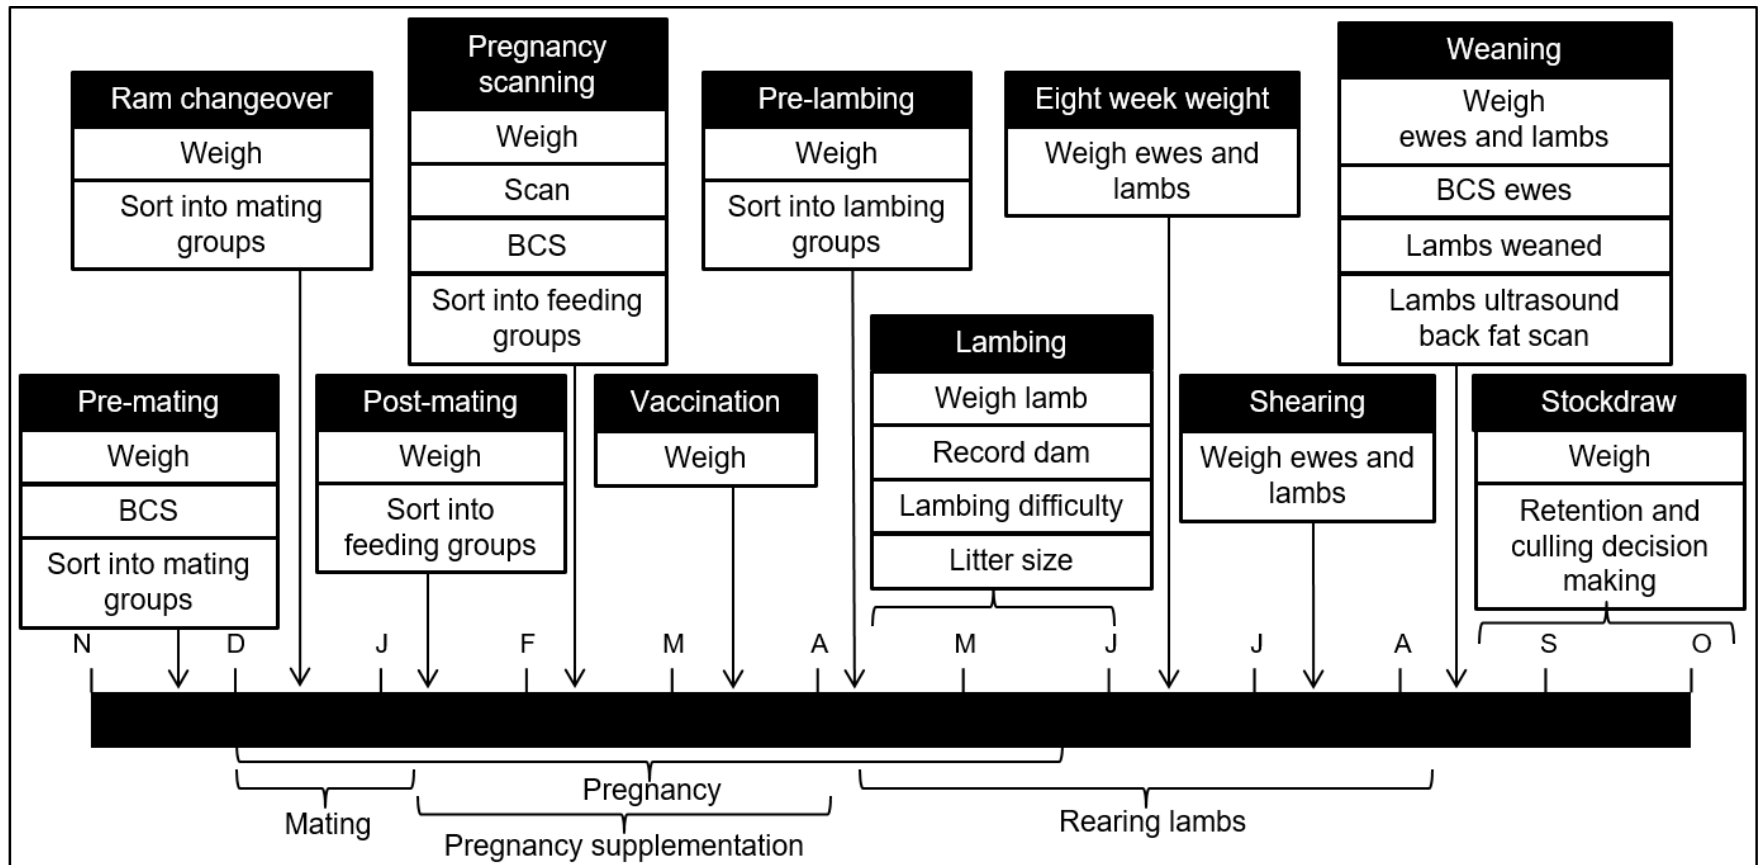 Ram changeover
Weigh
Sort into mating
groups
Pregnancy
scanning
Weigh
Scan
BCS
Sort into feeding
groups
Pre-lambing
Weigh
Sort into lambing
groups
Eight week weight
Weigh ewes and
lambs
Weaning
Weigh
ewes and lambs
BCS ewes
Lambs weaned
Lambs ultrasound
back fat scan
Pre-mating
Weigh
BCS
Sort into mating
groups
Post-mating
Weigh
Sort into
feeding groups
Vaccination
Weigh
Lambing
Weigh lamb
Record dam
Lambing difficulty
Litter size
Shearing
Weigh ewes and
lambs
Stockdraw
Weigh
Retention and
culling decision
making
N D J F M A M J J A S O
Pregnancy
Mating
Pregnancy supplementation
Rearing lambs